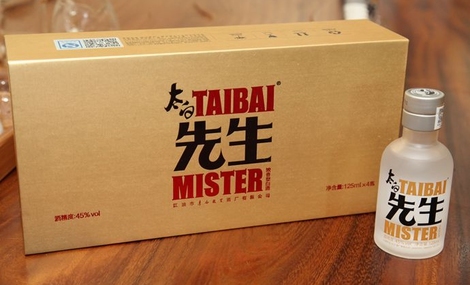 太白 TAIBAI®
先生
MISTER
酒精度:45%vol
净含量:125ml×4瓶
太白 TAIBAI
先生
MISTER